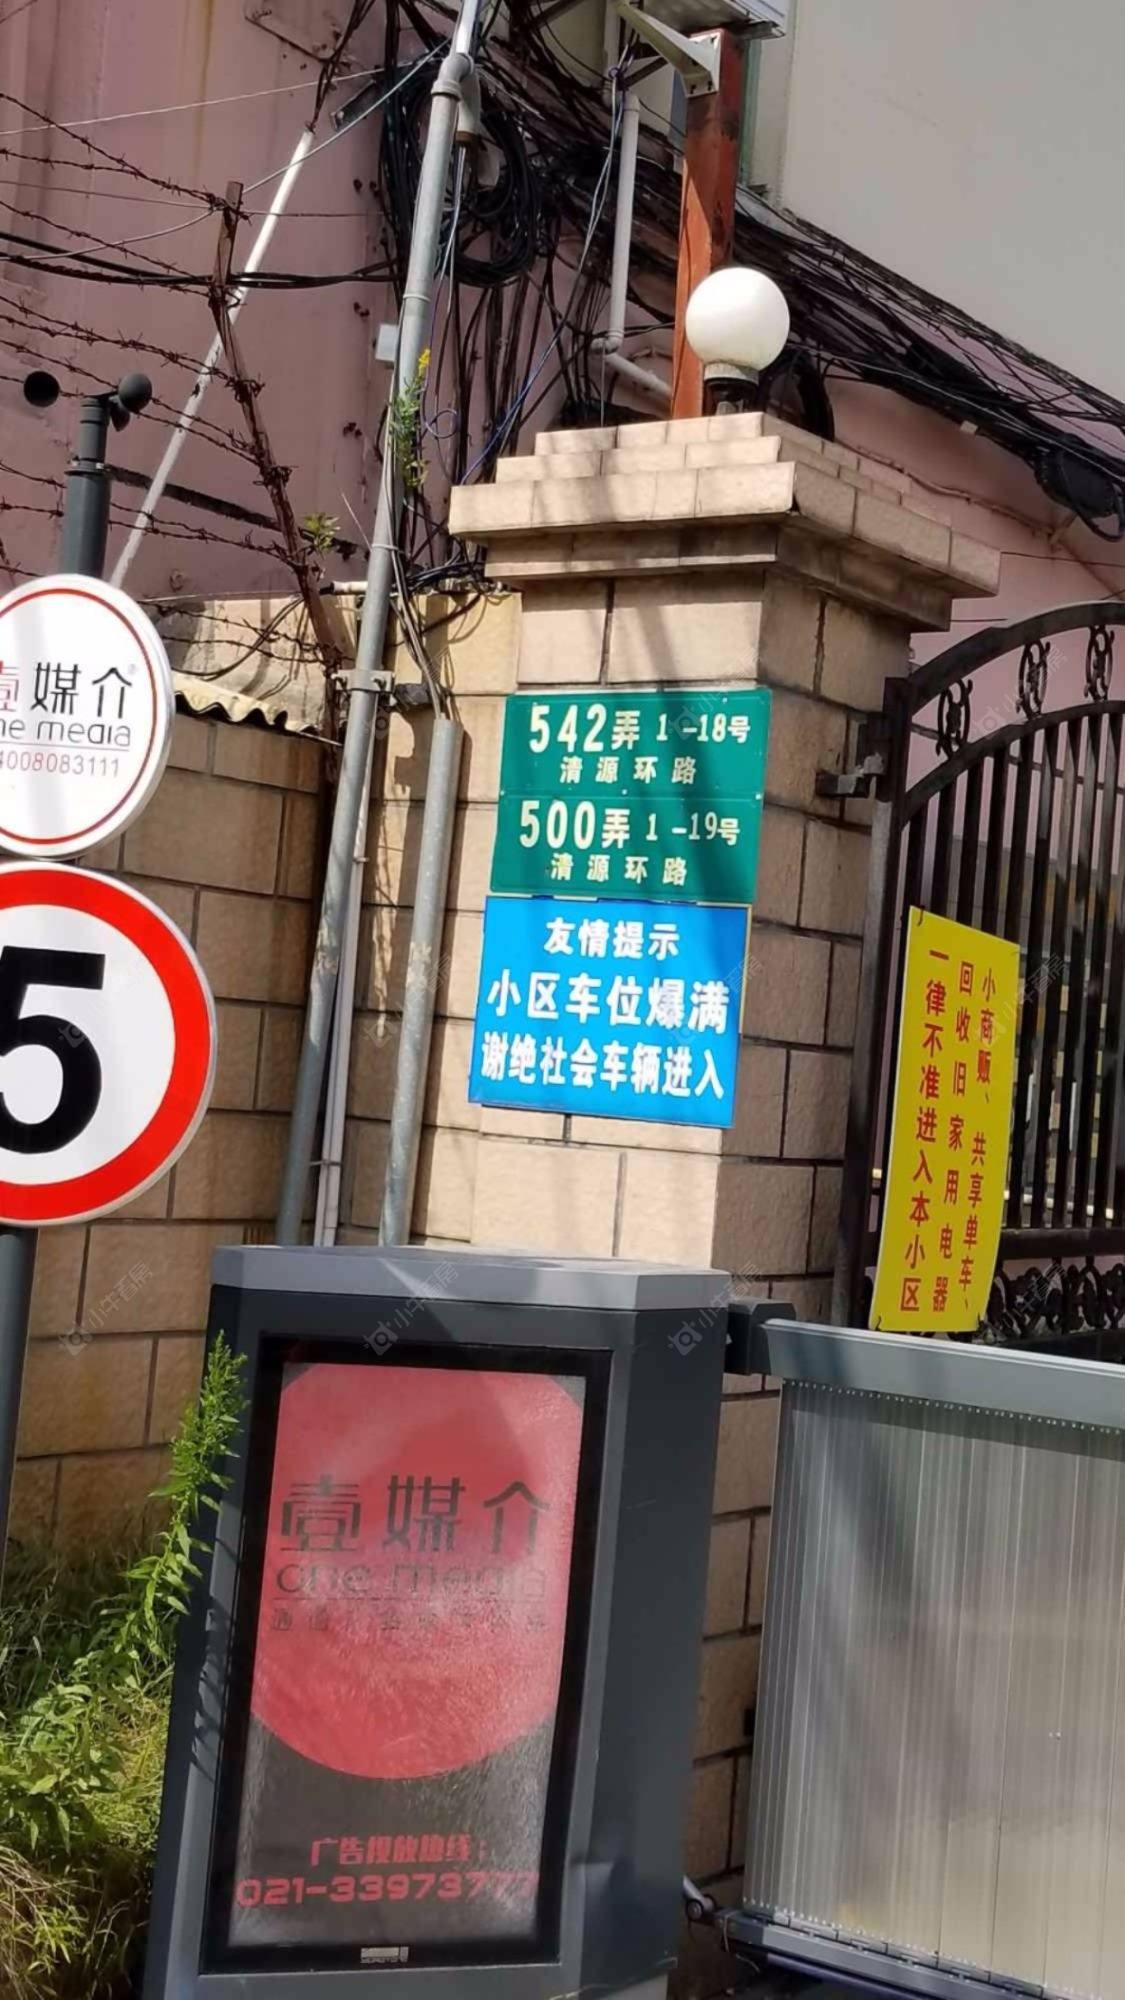 壹媒介
one media
4008083111
5
542弄 1-18号
清源环路
500弄 1-19号
清源环路
友情提示
小区车位爆满
谢绝社会车辆进入
小商贩、共享单车、
回收旧家用电器
一律不准进入本小区
壹媒介
one media
广告投放热线：
021-33973777
小牛看房